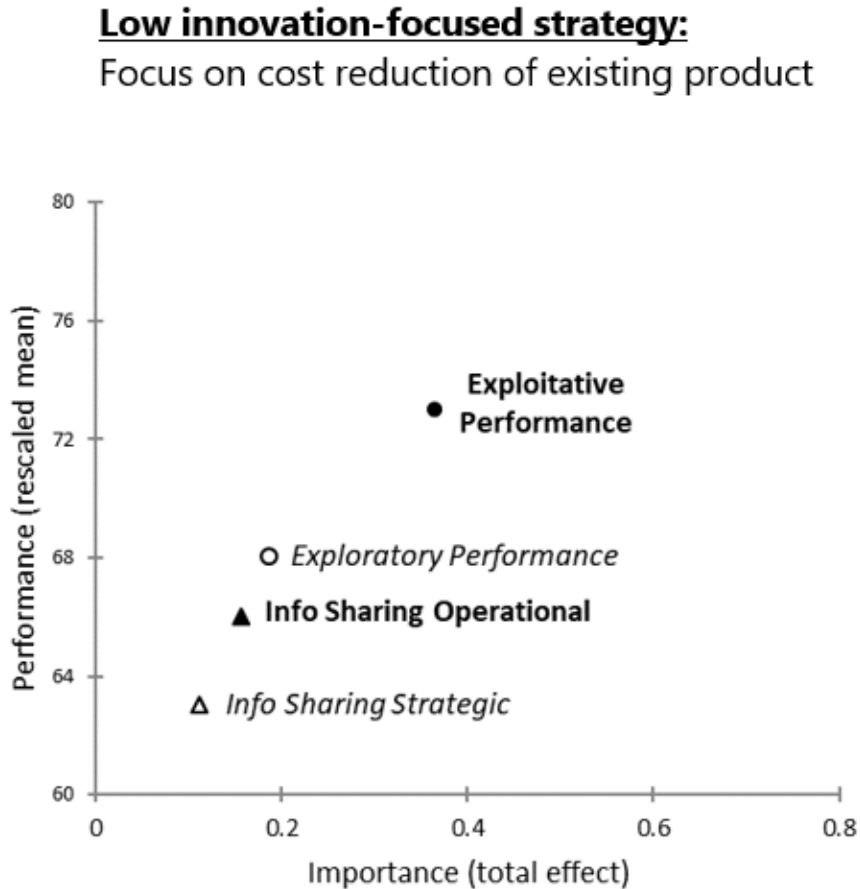 Low innovation-focused strategy:
Focus on cost reduction of existing product
80
76
72
68
64
60
Performance (rescaled mean)
Exploitative
Performance
Exploratory Performance
Info Sharing Operational
Info Sharing Strategic
0
0.2
0.4
0.6
0.8
Importance (total effect)